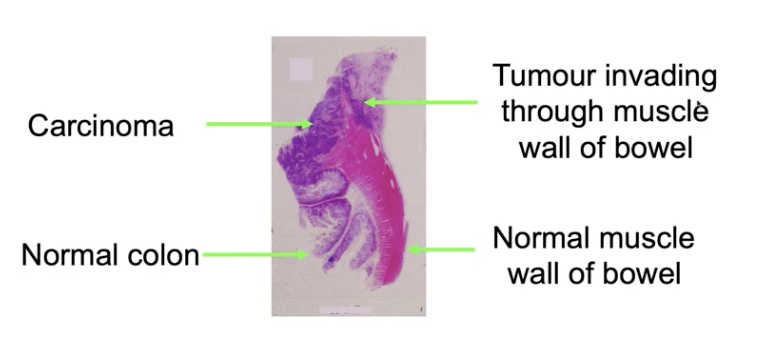 Carcinoma
Normal colon
Tumour invading
through muscle
wall of bowel
Normal muscle
wall of bowel